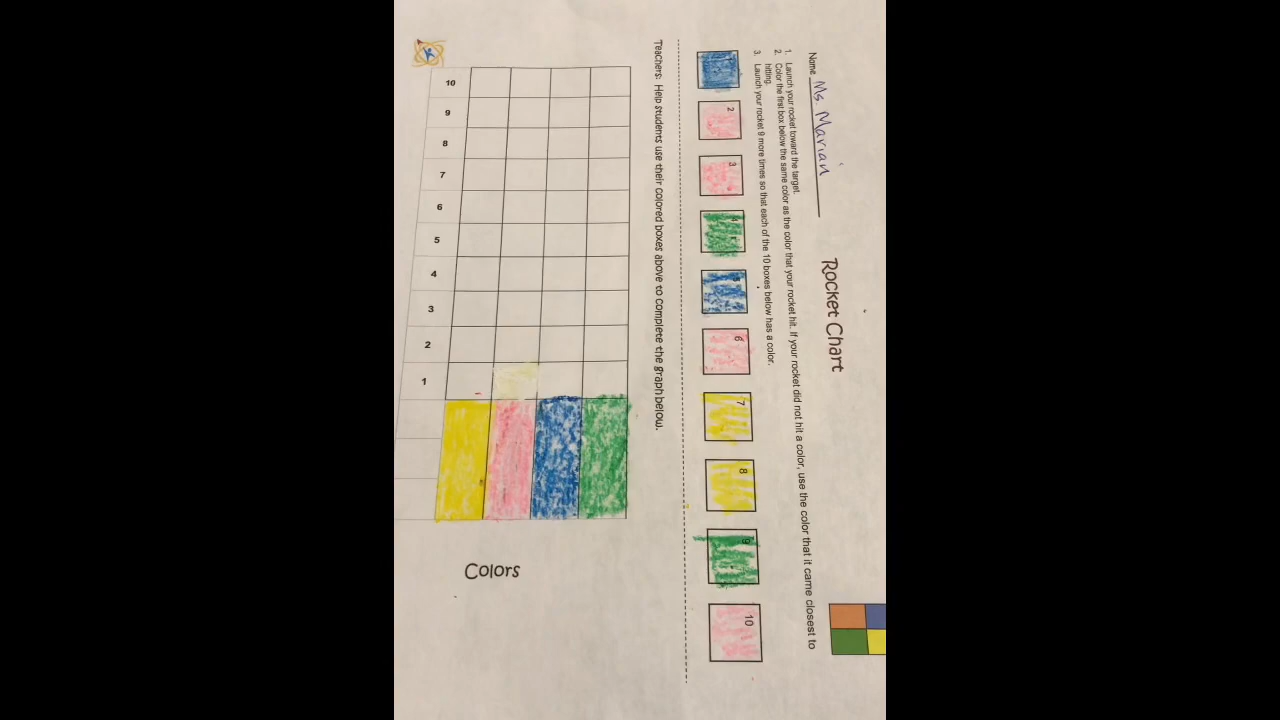 Rocket Chart
Name Ms. Marian
1. Launch your rocket toward the target.
2. Color the first box below the same color as the color that your rocket hit. If your rocket did not hit a color, use the color that it came closest to
hitting.
3. Launch your rocket 9 more times so that each of the 10 boxes below has a color.
1 2 3 4 5 6 7 8 9 10
Teachers: Help students use their colored boxes above to complete the graph below.
Colors
1 2 3 4 5 6 7 8 9 10